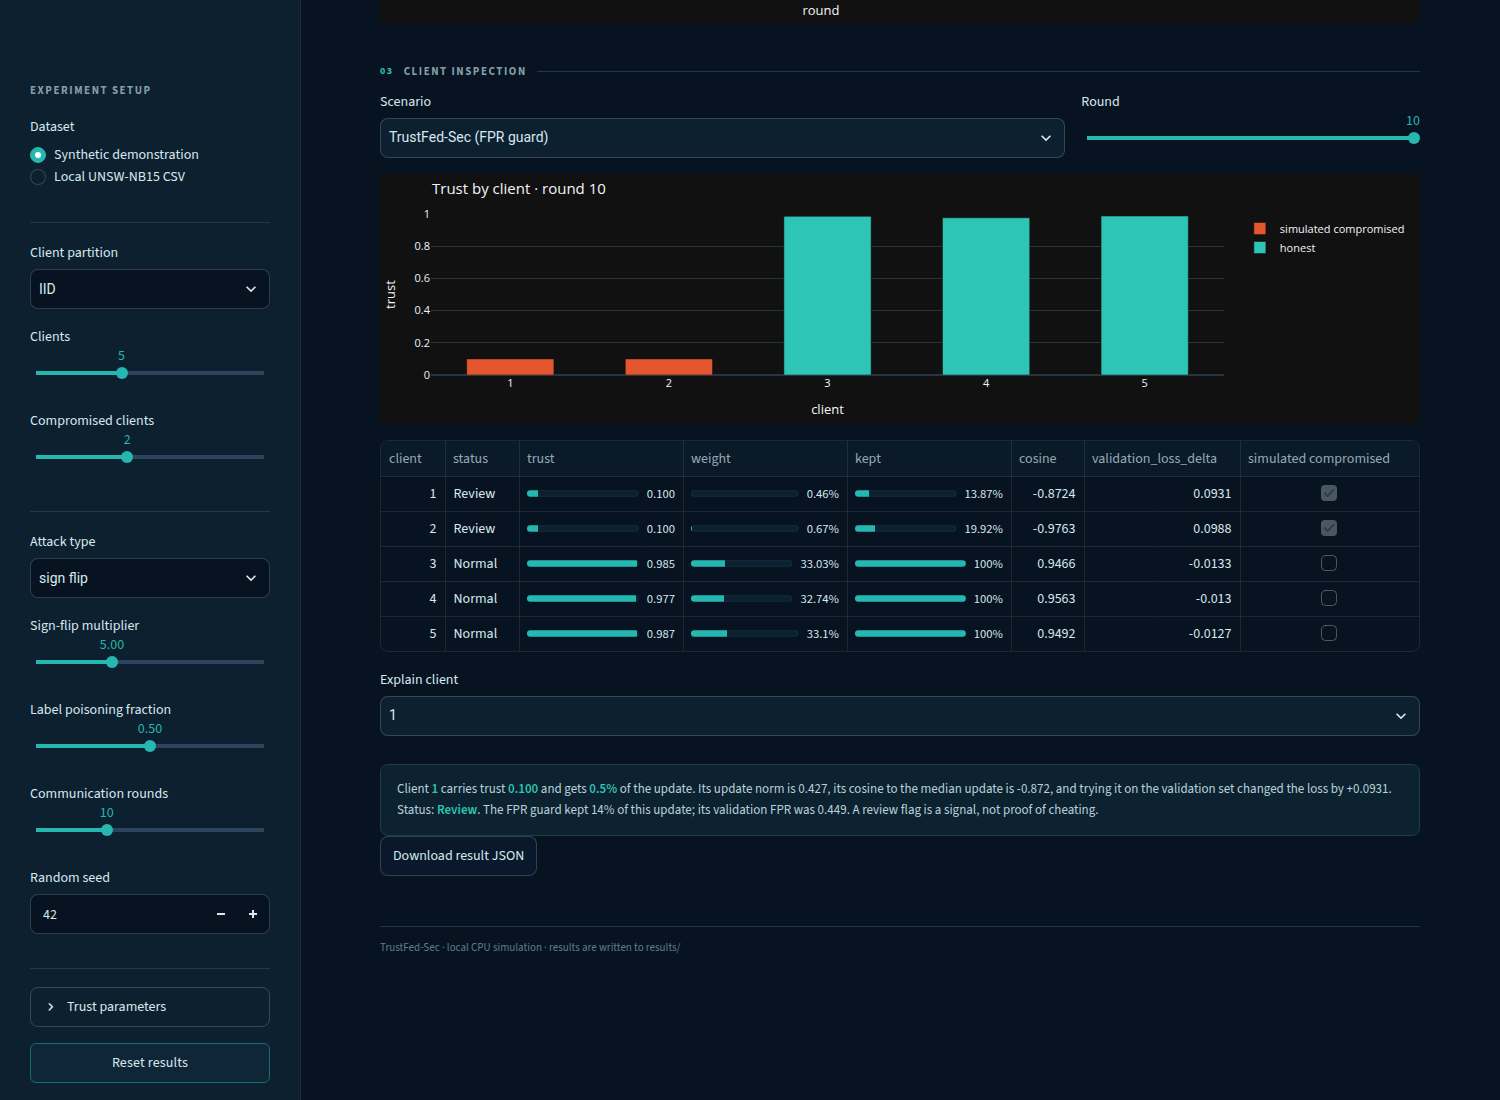 EXPERIMENT SETUP
Dataset
Synthetic demonstration
Local UNSW-NB15 CSV
Client partition
IID
Clients
5
Compromised clients
2
Attack type
sign flip
Sign-flip multiplier
5.00
Label poisoning fraction
0.50
Communication rounds
10
Random seed
42
Trust parameters
Reset results
round
03 CLIENT INSPECTION
Scenario
TrustFed-Sec (FPR guard)
Round
10
Trust by client · round 10
1
0.8
0.6
0.4
0.2
0
trust
1 2 3 4 5
client
simulated compromised
honest
client status trust weight kept cosine validation_loss_delta simulated compromised
1 Review 0.100 0.46% 13.87% -0.8724 0.0931
2 Review 0.100 0.67% 19.92% -0.9763 0.0988
3 Normal 0.985 33.03% 100% 0.9466 -0.0133
4 Normal 0.977 32.74% 100% 0.9563 -0.013
5 Normal 0.987 33.1% 100% 0.9492 -0.0127
Explain client
1
Client 1 carries trust 0.100 and gets 0.5% of the update. Its update norm is 0.427, its cosine to the median update is -0.872, and trying it on the validation set changed the loss by +0.0931.
Status: Review. The FPR guard kept 14% of this update; its validation FPR was 0.449. A review flag is a signal, not proof of cheating.
Download result JSON
TrustFed-Sec · local CPU simulation · results are written to results/